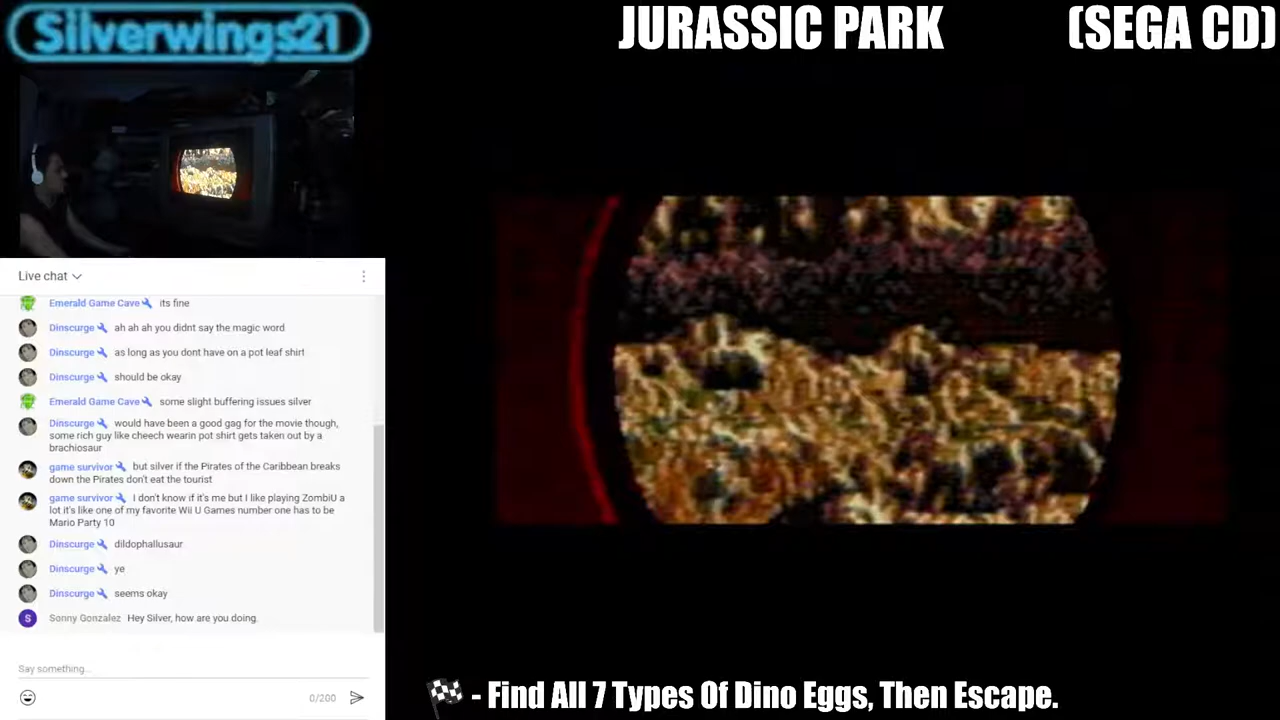 Silverwings21
JURASSIC PARK (SEGA CD)
Live chat
Emerald Game Cave its fine
Dinscurge ah ah ah you didnt say the magic word
Dinscurge as long as you dont have on a pot leaf shirt
Dinscurge should be okay
Emerald Game Cave some slight buffering issues silver
Dinscurge would have been a good gag for the movie though,
some rich guy like cheech wearin pot shirt gets taken out by a
brachiosaur
game survivor but silver if the Pirates of the Caribbean breaks
down the Pirates don't eat the tourist
game survivor I don't know if it's me but I like playing ZombiU a
lot it's like one of my favorite Wii U Games number one has to be
Mario Party 10
Dinscurge dildophallusaur
Dinscurge ye
Dinscurge seems okay
S Sonny Gonzalez Hey Silver, how are you doing.
Say something...
0/200
- Find All 7 Types Of Dino Eggs, Then Escape.